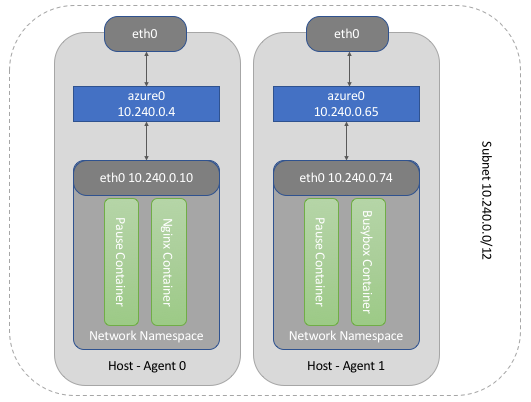 eth0
azure0
10.240.0.4
eth0 10.240.0.10
Pause Container
Nginx Container
Network Namespace
Host - Agent 0
eth0
azure0
10.240.0.65
eth0 10.240.0.74
Pause Container
Busybox Container
Network Namespace
Host - Agent 1
Subnet 10.240.0.0/12